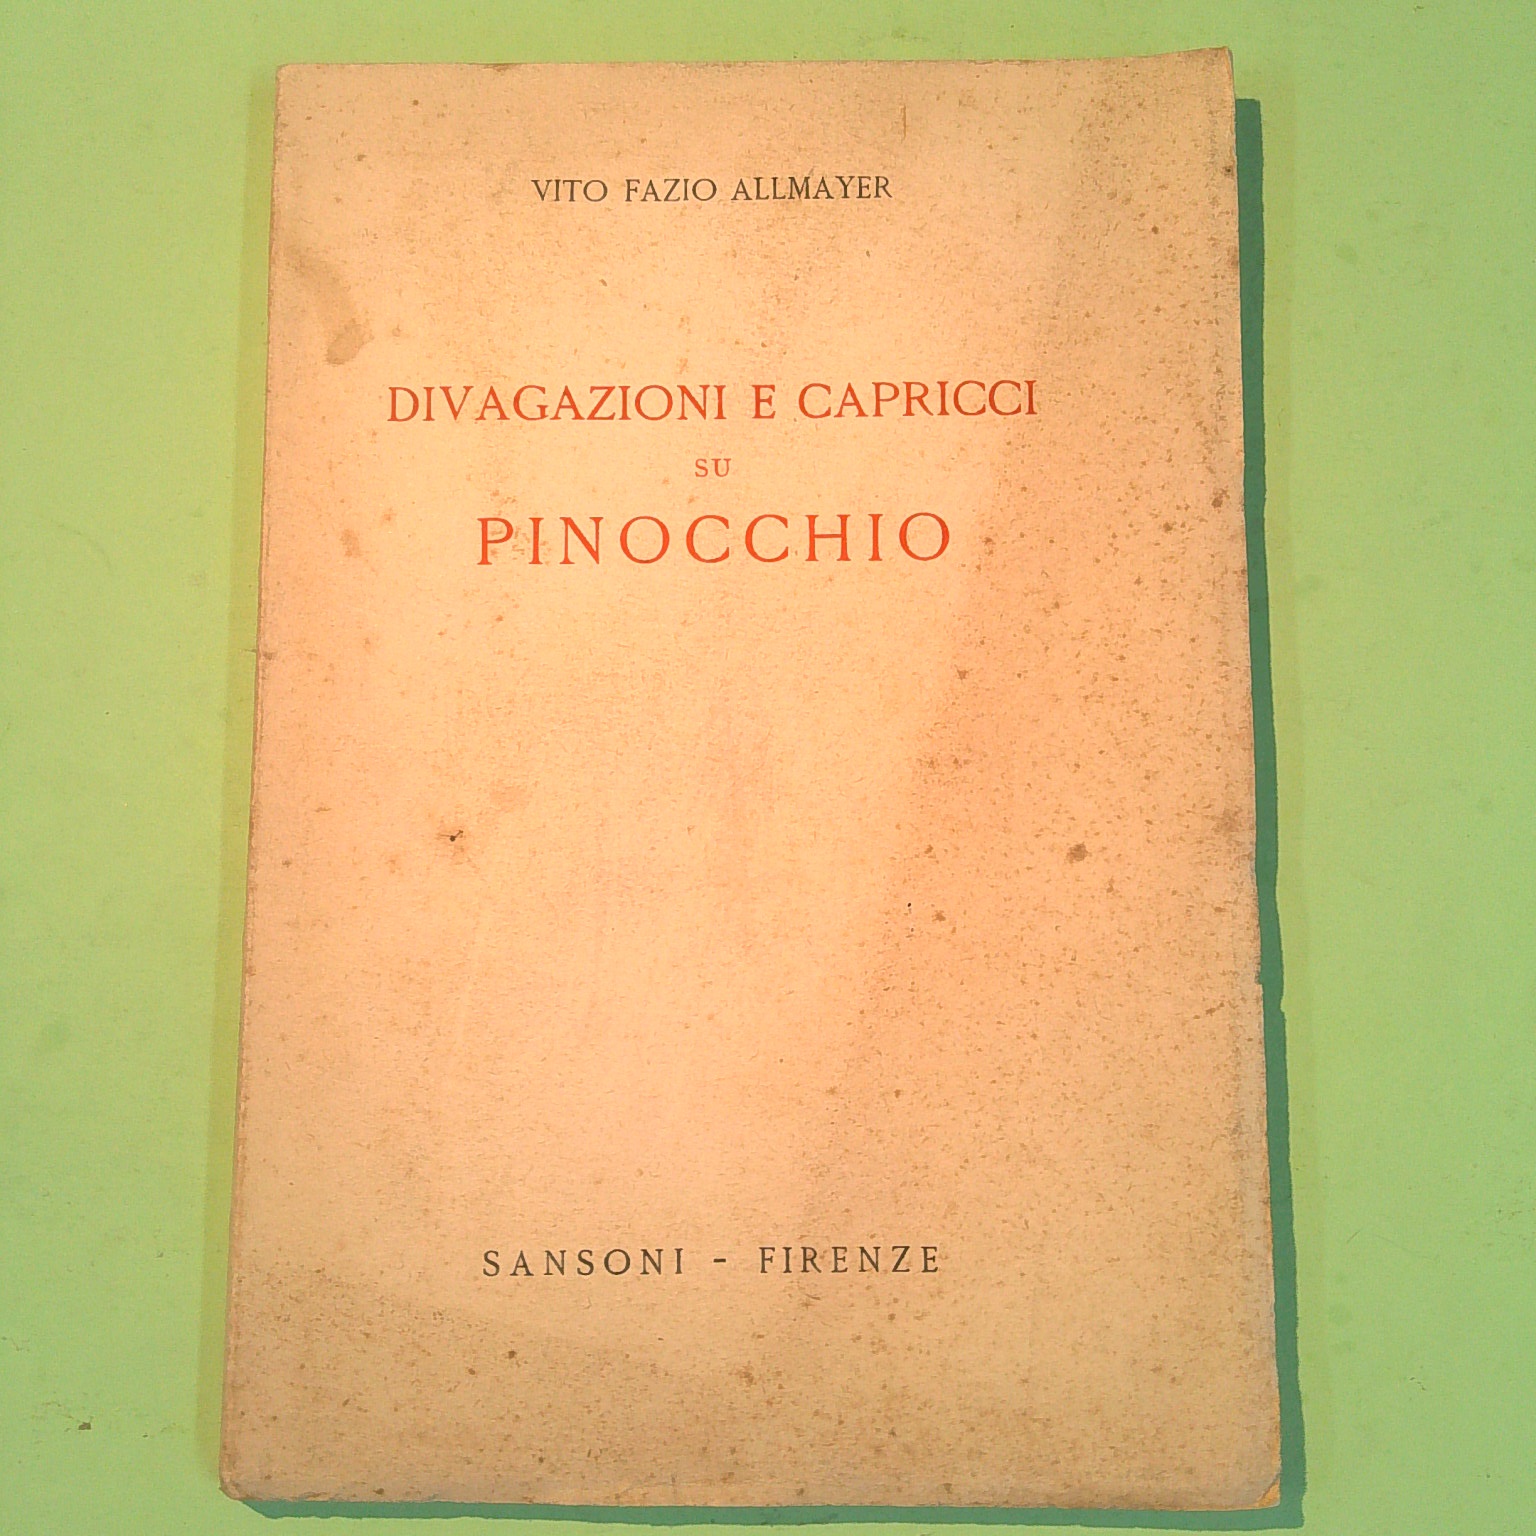 VITO FAZIO ALLMAYER
DIVAGAZIONI E CAPRICCI
SU
PINOCCHIO
SANSONI - FIRENZE